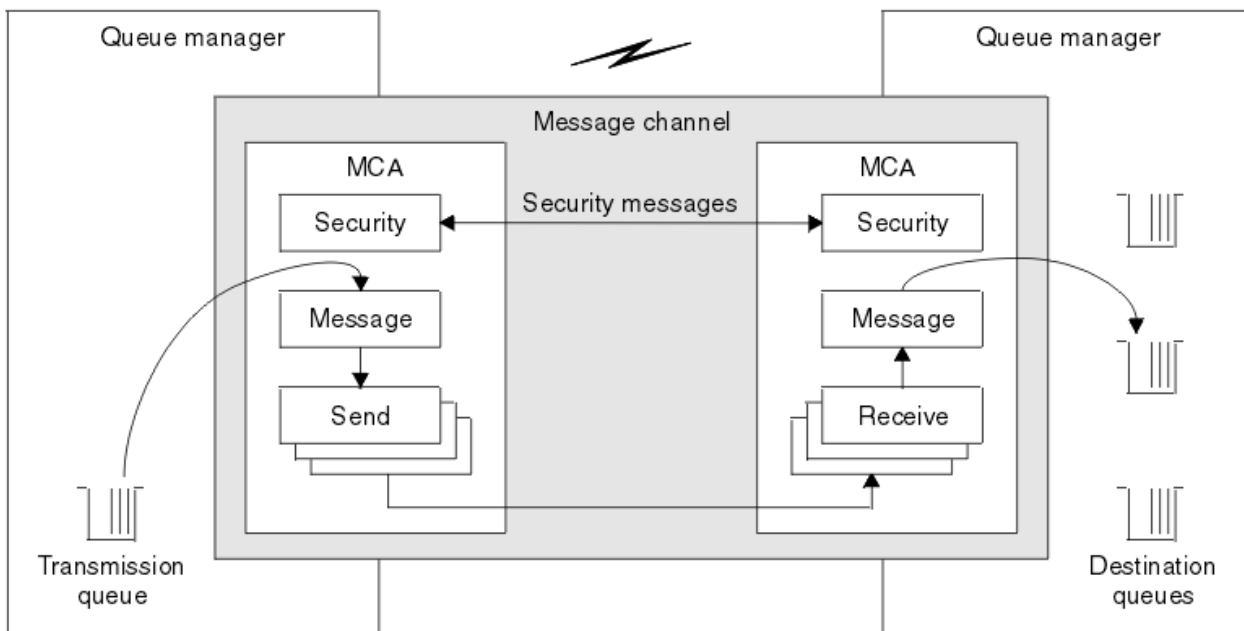 Queue manager
Queue manager
Message channel
MCA
MCA
Security
Security messages
Security
Message
Message
Send
Receive
Transmission
queue
Destination
queues